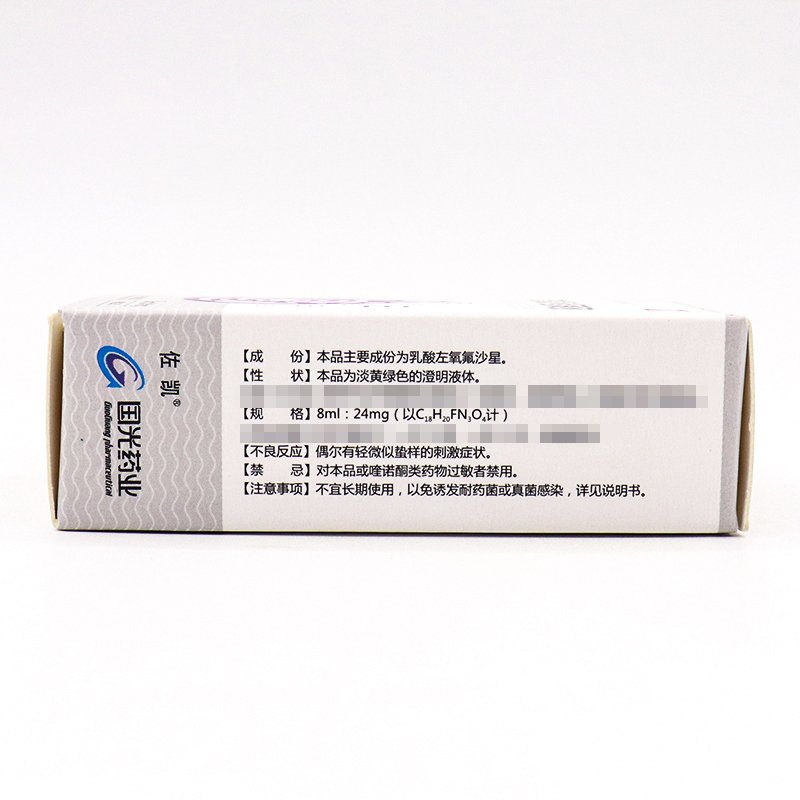 【成　　份】本品主要成份为乳酸左氧氟沙星。
【性　　状】本品为淡黄绿色的澄明液体。
【规　　格】8ml：24mg（以C₁₈H₂₀FN₃O₄计）
【不良反应】偶尔有轻微似蛰样的刺激症状。
【禁　　忌】对本品或喹诺酮类药物过敏者禁用。
【注意事项】不宜长期使用，以免诱发耐药菌或真菌感染，详见说明书。
佐凯®
国光药业
Guoguang pharmaceutical